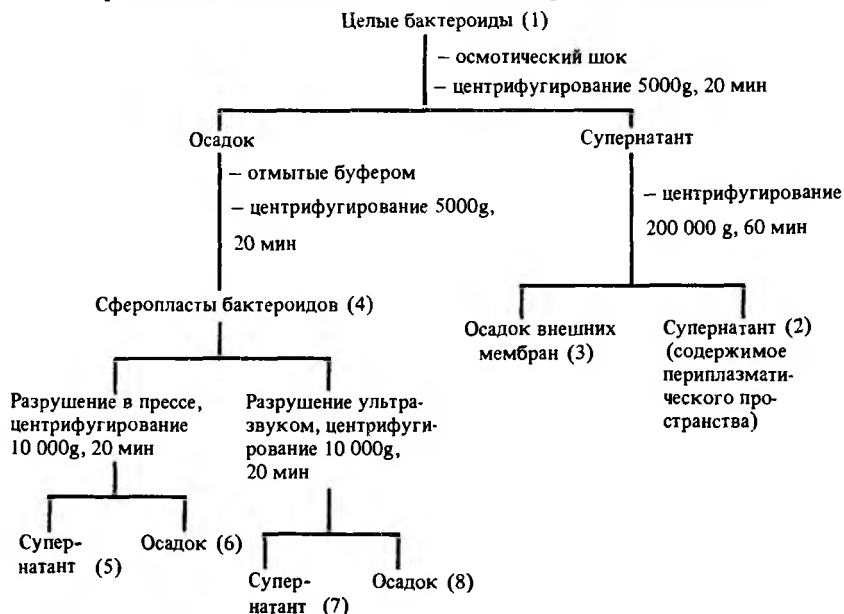 Целые бактероиды (1)
– осмотический шок
– центрифугирование 5000g, 20 мин
Осадок
Супернатант
– отмытые буфером
– центрифугирование 5000g,
20 мин
– центрифугирование
200 000 g, 60 мин
Сферопласты бактероидов (4)
Осадок внешних
мембран (3)
Супернатант (2)
(содержимое
периплазмати-
ческого про-
странства)
Разрушение в прессе,
центрифугирование
10 000g, 20 мин
Разрушение ультра-
звуком, центрифуги-
рование 10 000g,
20 мин
Супер-
натант (5)
Осадок (6)
Супер-
натант (7)
Осадок (8)